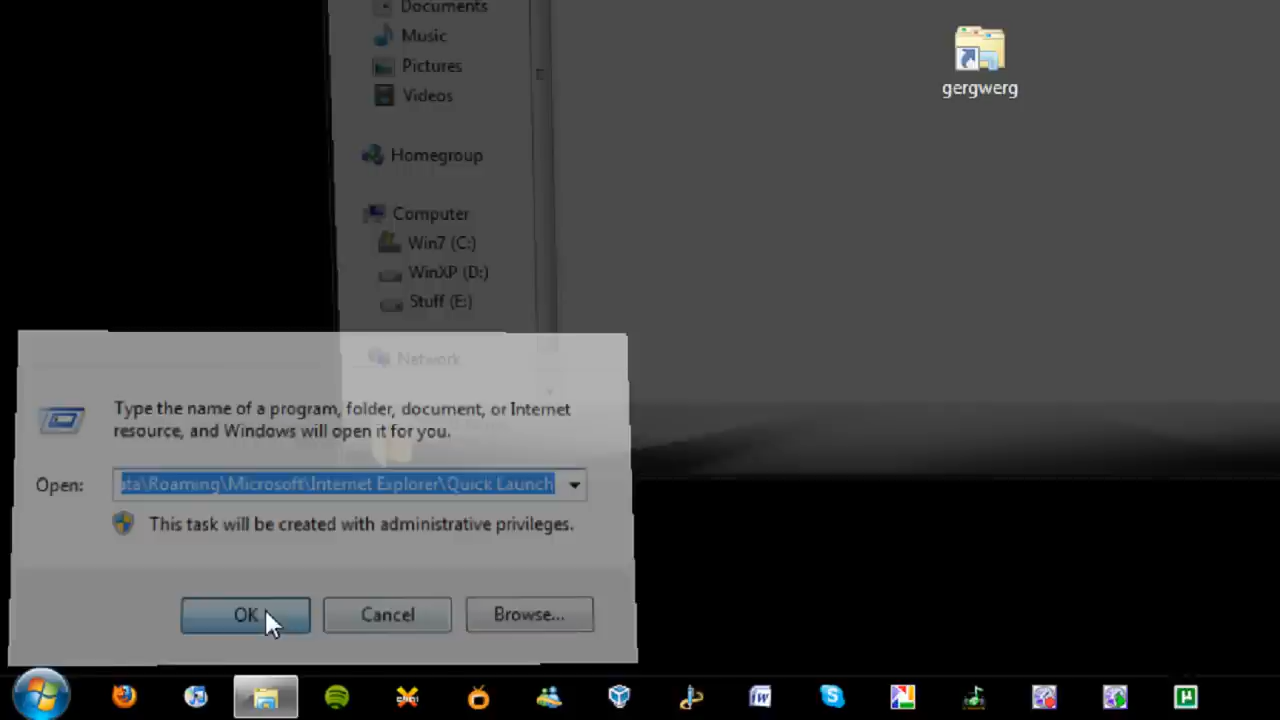 Documents
Music
Pictures
Videos
Homegroup
Computer
Win7 (C:)
WinXP (D:)
Stuff (E:)
Network
gergwerg
Type the name of a program, folder, document, or Internet
resource, and Windows will open it for you.
Open: ata\Roaming\Microsoft\Internet Explorer\Quick Launch
This task will be created with administrative privileges.
OK Cancel Browse...